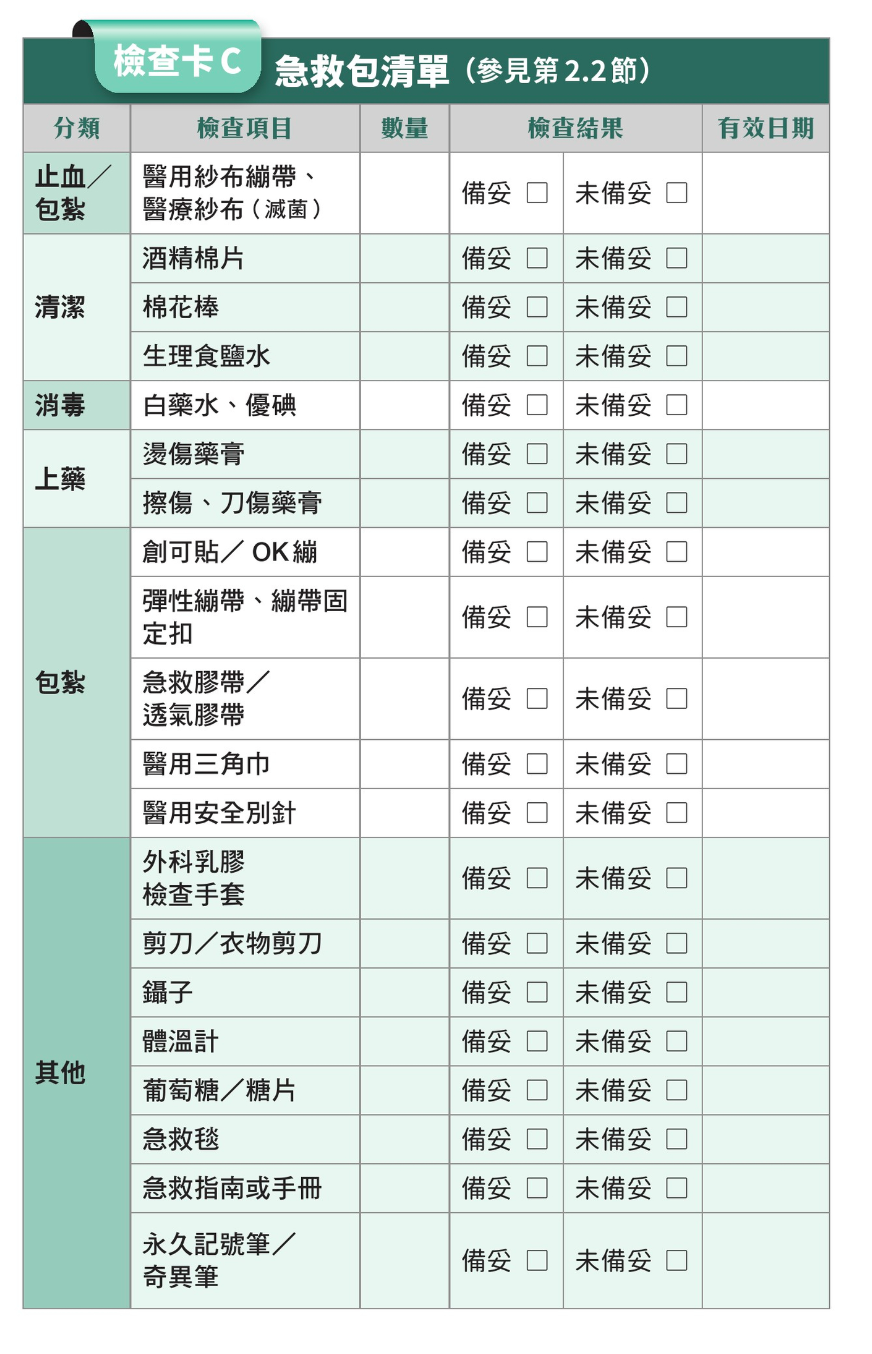 檢查卡C 急救包清單（參見第2.2節）
分類 檢查項目 數量 檢查結果 有效日期
止血／
包紮
醫用紗布繃帶、
醫療紗布（滅菌）
備妥 □ 未備妥 □
清潔
酒精棉片 備妥 □ 未備妥 □
棉花棒 備妥 □ 未備妥 □
生理食鹽水 備妥 □ 未備妥 □
消毒 白藥水、優碘 備妥 □ 未備妥 □
上藥
燙傷藥膏 備妥 □ 未備妥 □
擦傷、刀傷藥膏 備妥 □ 未備妥 □
包紮
創可貼／OK繃 備妥 □ 未備妥 □
彈性繃帶、繃帶固
定扣
備妥 □ 未備妥 □
急救膠帶／
透氣膠帶
備妥 □ 未備妥 □
醫用三角巾 備妥 □ 未備妥 □
醫用安全別針 備妥 □ 未備妥 □
其他
外科乳膠
檢查手套
備妥 □ 未備妥 □
剪刀／衣物剪刀 備妥 □ 未備妥 □
鑷子 備妥 □ 未備妥 □
體溫計 備妥 □ 未備妥 □
葡萄糖／糖片 備妥 □ 未備妥 □
急救毯 備妥 □ 未備妥 □
急救指南或手冊 備妥 □ 未備妥 □
永久記號筆／
奇異筆
備妥 □ 未備妥 □